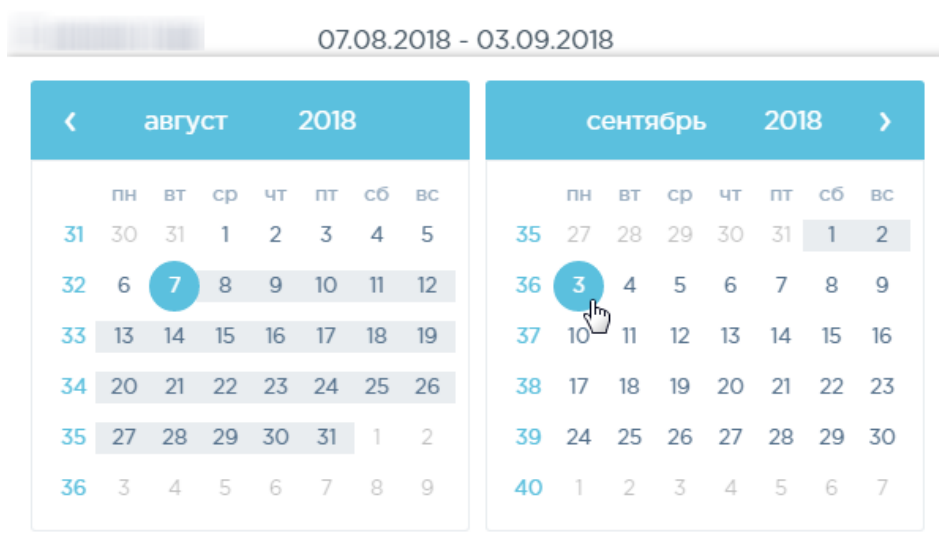 07.08.2018 - 03.09.2018
август 2018
пн вт ср чт пт сб вс
31 30 31 1 2 3 4 5
32 6 7 8 9 10 11 12
33 13 14 15 16 17 18 19
34 20 21 22 23 24 25 26
35 27 28 29 30 31 1 2
36 3 4 5 6 7 8 9
сентябрь 2018
пн вт ср чт пт сб вс
35 27 28 29 30 31 1 2
36 3 4 5 6 7 8 9
37 10 11 12 13 14 15 16
38 17 18 19 20 21 22 23
39 24 25 26 27 28 29 30
40 1 2 3 4 5 6 7